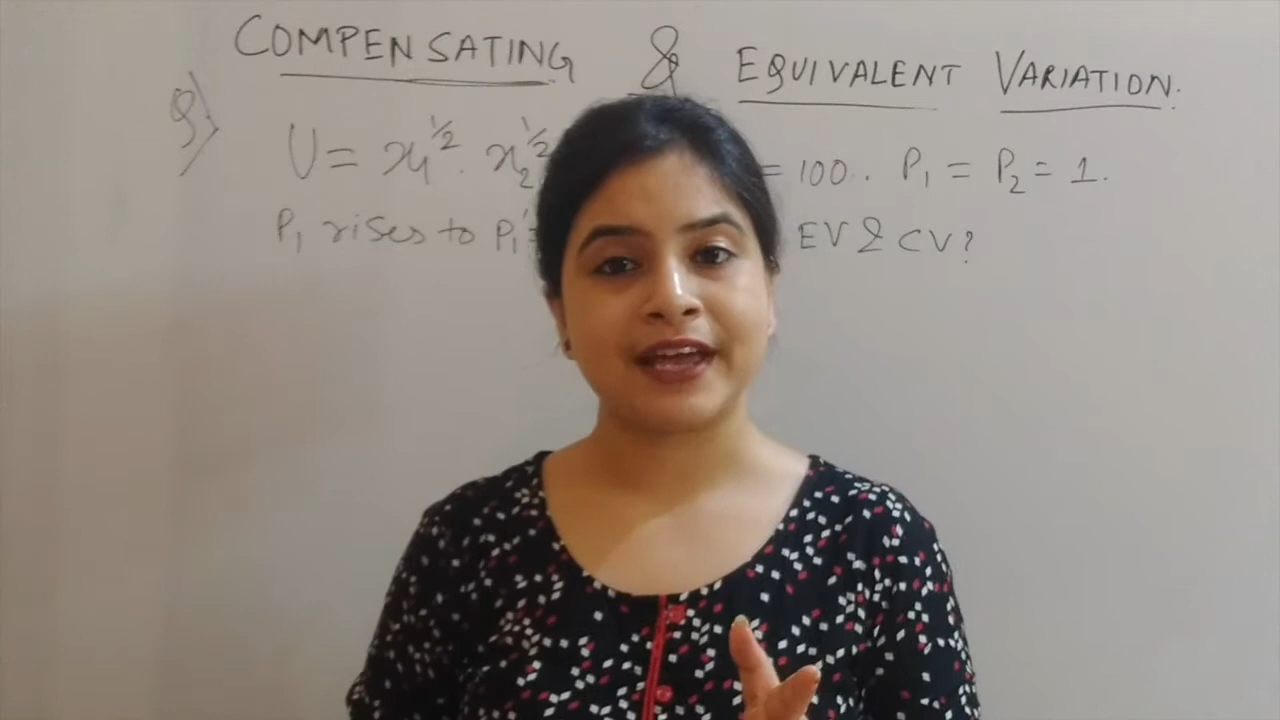 COMPENSATING & EQUIVALENT VARIATION.
Q) U = x₁^½ . x₂^½ = 100. P₁ = P₂ = 1.
P₁ rises to P₁' = EV & CV?